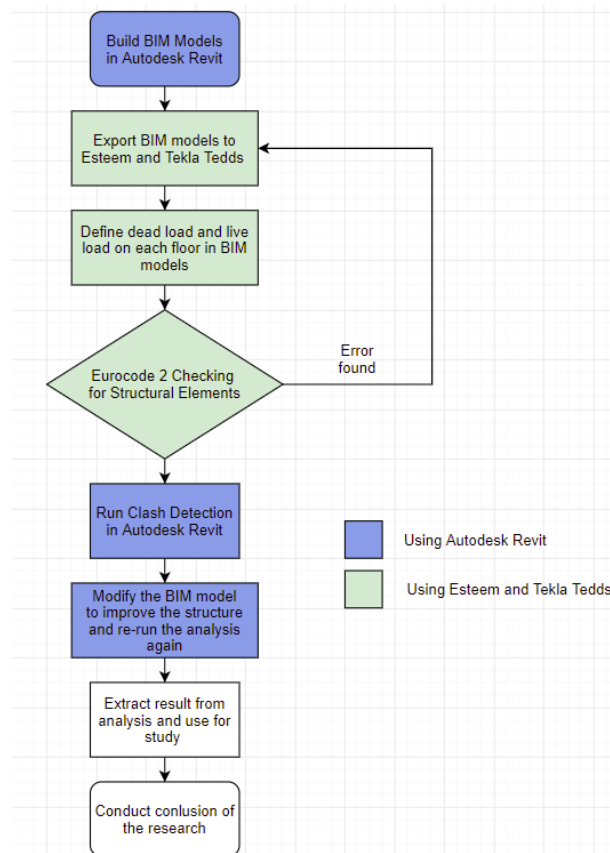 Build BIM Models
in Autodesk Revit
Export BIM models to
Esteem and Tekla Tedds
Define dead load and live
load on each floor in BIM
models
Error
found
Eurocode 2 Checking
for Structural Elements
Run Clash Detection
in Autodesk Revit
Using Autodesk Revit
Using Esteem and Tekla Tedds
Modify the BIM model
to improve the structure
and re-run the analysis
again
Extract result from
analysis and use for
study
Conduct conlusion of
the research